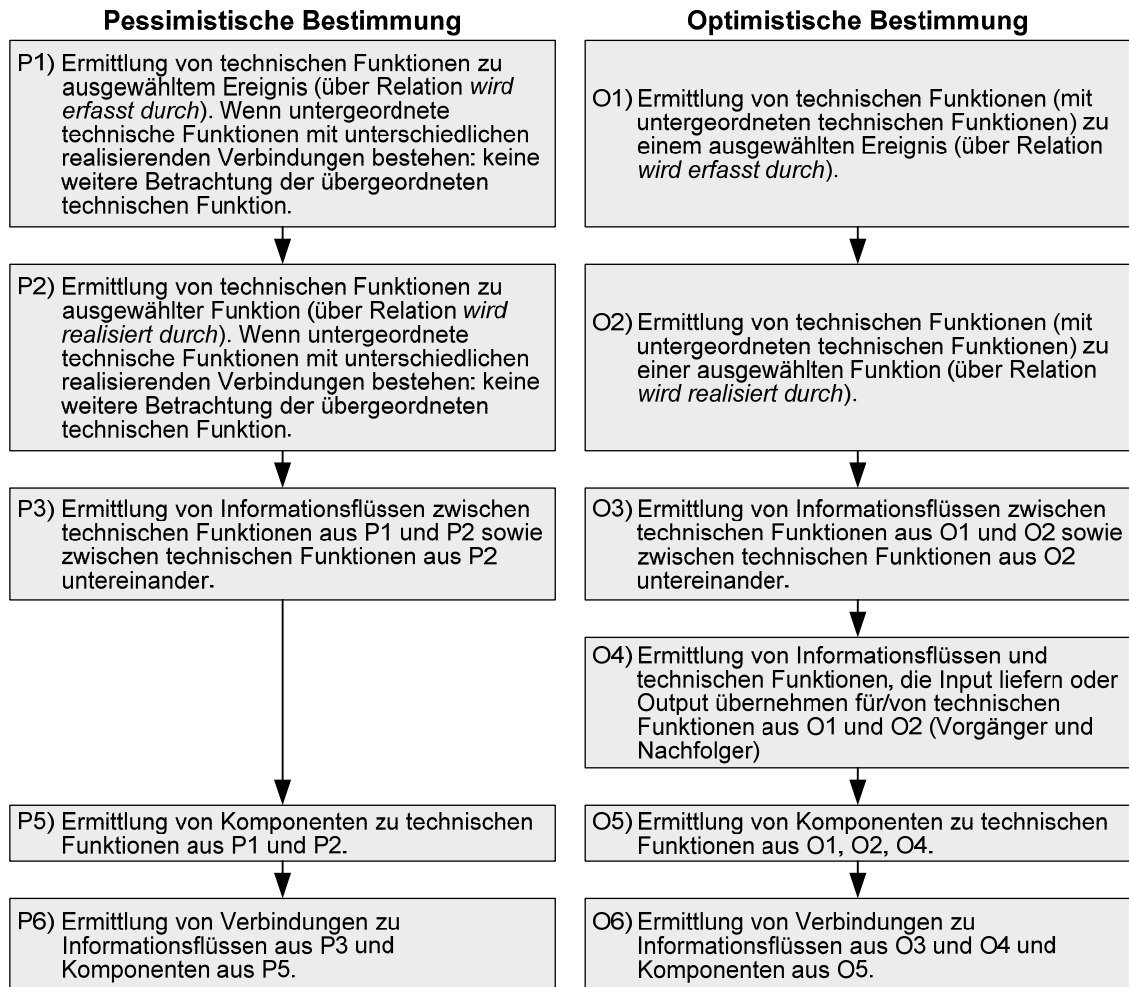 Pessimistische Bestimmung
P1) Ermittlung von technischen Funktionen zu
ausgewähltem Ereignis (über Relation wird
erfasst durch). Wenn untergeordnete
technische Funktionen mit unterschiedlichen
realisierenden Verbindungen bestehen: keine
weitere Betrachtung der übergeordneten
technischen Funktion.
P2) Ermittlung von technischen Funktionen zu
ausgewählter Funktion (über Relation wird
realisiert durch). Wenn untergeordnete
technische Funktionen mit unterschiedlichen
realisierenden Verbindungen bestehen: keine
weitere Betrachtung der übergeordneten
technischen Funktion.
P3) Ermittlung von Informationsflüssen zwischen
technischen Funktionen aus P1 und P2 sowie
zwischen technischen Funktionen aus P2
untereinander.
P5) Ermittlung von Komponenten zu technischen
Funktionen aus P1 und P2.
P6) Ermittlung von Verbindungen zu
Informationsflüssen aus P3 und
Komponenten aus P5.
Optimistische Bestimmung
O1) Ermittlung von technischen Funktionen (mit
untergeordneten technischen Funktionen) zu
einem ausgewählten Ereignis (über Relation
wird erfasst durch).
O2) Ermittlung von technischen Funktionen (mit
untergeordneten technischen Funktionen) zu
einer ausgewählten Funktion (über Relation
wird realisiert durch).
O3) Ermittlung von Informationsflüssen zwischen
technischen Funktionen aus O1 und O2 sowie
zwischen technischen Funktionen aus O2
untereinander.
O4) Ermittlung von Informationsflüssen und
technischen Funktionen, die Input liefern oder
Output übernehmen für/von technischen
Funktionen aus O1 und O2 (Vorgänger und
Nachfolger)
O5) Ermittlung von Komponenten zu technischen
Funktionen aus O1, O2, O4.
O6) Ermittlung von Verbindungen zu
Informationsflüssen aus O3 und O4 und
Komponenten aus O5.